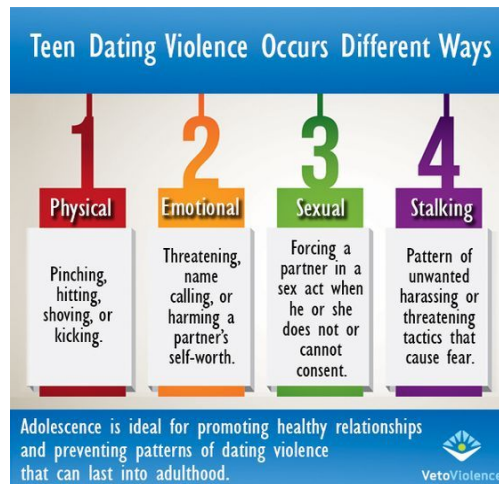 Teen Dating Violence Occurs Different Ways
1
Physical
Pinching,
hitting,
shoving, or
kicking.
2
Emotional
Threatening,
name
calling, or
harming a
partner's
self-worth.
3
Sexual
Forcing a
partner in a
sex act when
he or she
does not or
cannot
consent.
4
Stalking
Pattern of
unwanted
harassing or
threatening
tactics that
cause fear.
Adolescence is ideal for promoting healthy relationships
and preventing patterns of dating violence
that can last into adulthood.
VetoViolence